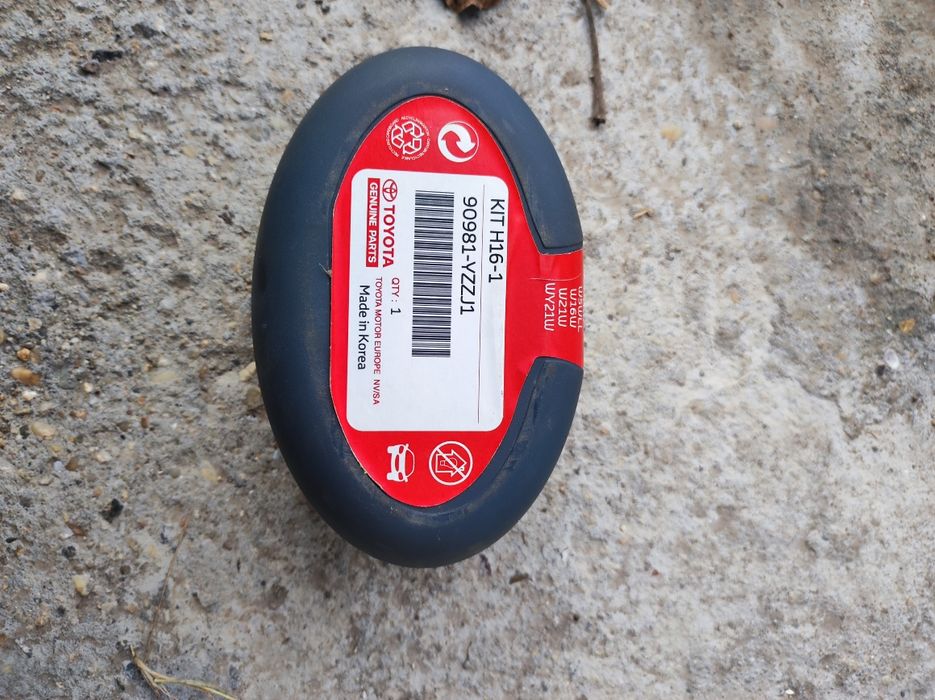 KIT H16-1
90981-YZZJ1
TOYOTA
GENUINE PARTS
QTY : 1
TOYOTA MOTOR EUROPE NV/SA
Made in Korea
W16W
W21W
WY21W